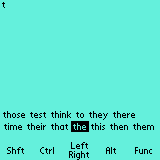 t
those test think to they there
time their that the this then them
Shft Ctrl Left Right Alt Func